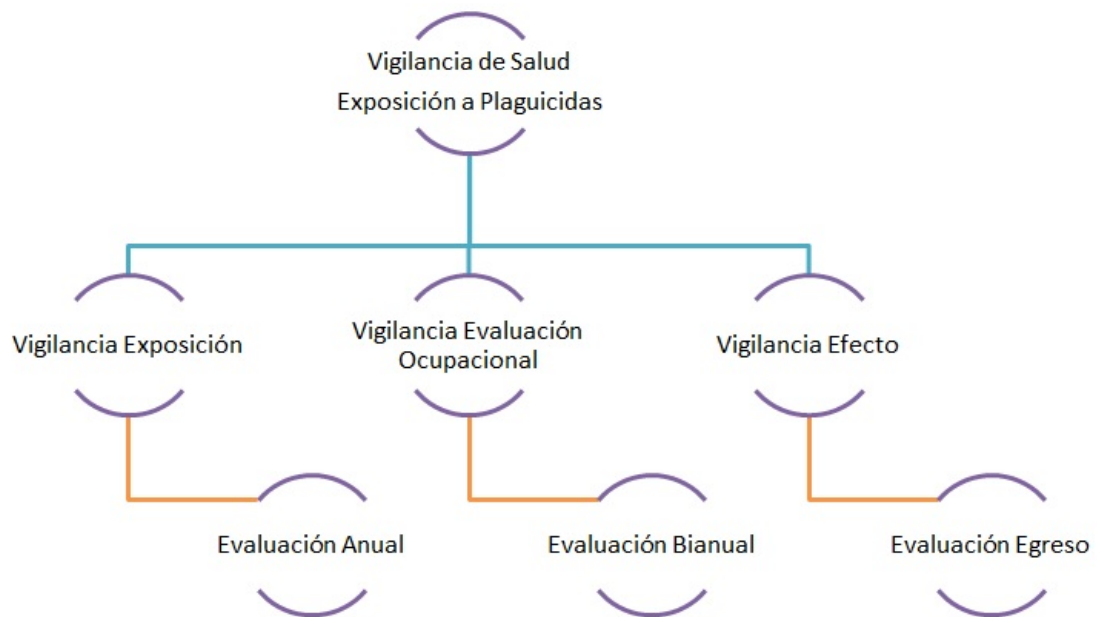 Vigilancia de Salud
Exposición a Plaguicidas
Vigilancia Exposición
Vigilancia Evaluación
Ocupacional
Vigilancia Efecto
Evaluación Anual
Evaluación Bianual
Evaluación Egreso